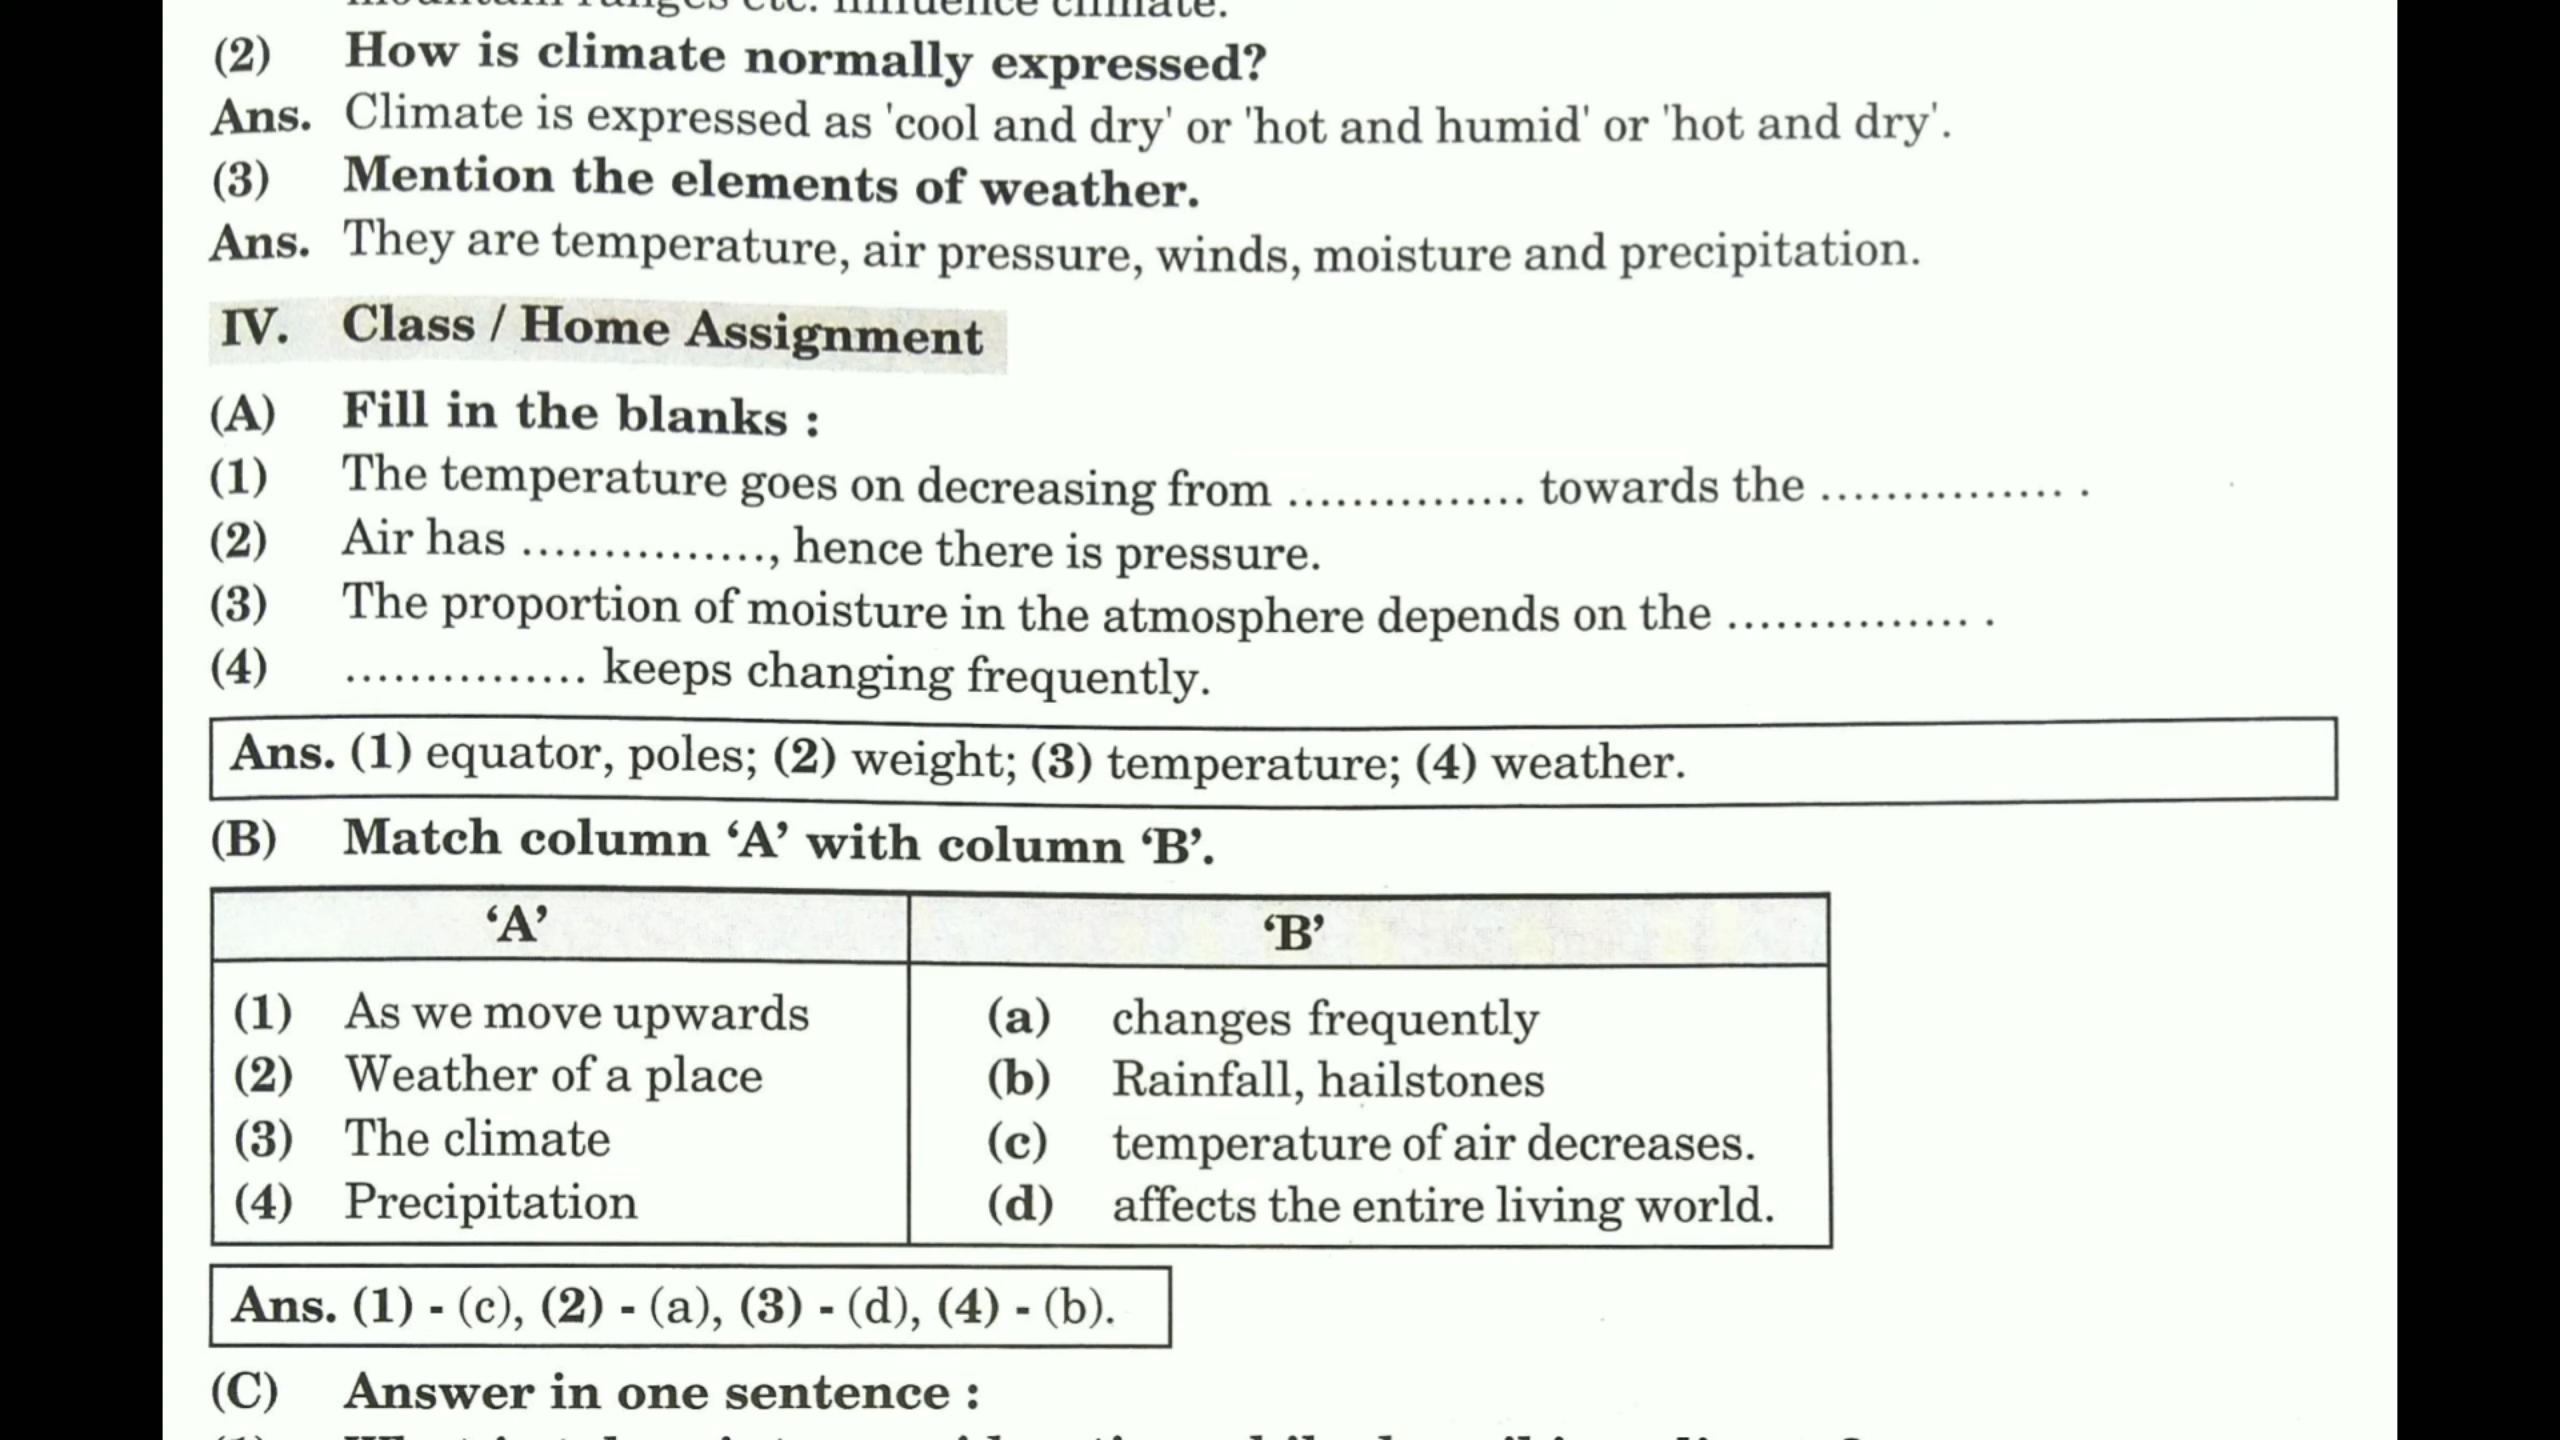 mountain ranges etc. influence climate.
(2) How is climate normally expressed?
Ans. Climate is expressed as 'cool and dry' or 'hot and humid' or 'hot and dry'.
(3) Mention the elements of weather.
Ans. They are temperature, air pressure, winds, moisture and precipitation.
IV. Class / Home Assignment
(A) Fill in the blanks :
(1) The temperature goes on decreasing from ............... towards the ............... .
(2) Air has ..............., hence there is pressure.
(3) The proportion of moisture in the atmosphere depends on the ............... .
(4) ............... keeps changing frequently.
Ans. (1) equator, poles; (2) weight; (3) temperature; (4) weather.
(B) Match column ‘A’ with column ‘B’.
‘A’ ‘B’
(1) As we move upwards (a) changes frequently
(2) Weather of a place (b) Rainfall, hailstones
(3) The climate (c) temperature of air decreases.
(4) Precipitation (d) affects the entire living world.
Ans. (1) - (c), (2) - (a), (3) - (d), (4) - (b).
(C) Answer in one sentence :